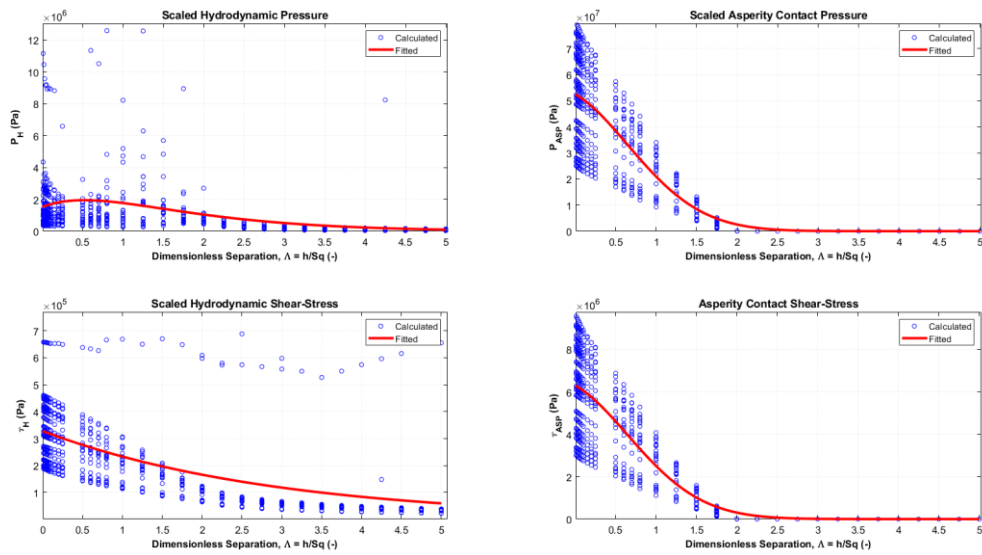 Scaled Hydrodynamic Pressure
×10⁶
12
10
8
6
4
2
0
P_H (Pa)
0.5 1 1.5 2 2.5 3 3.5 4 4.5 5
Dimensionless Separation, Λ = h/Sq (-)
Calculated
Fitted
Scaled Asperity Contact Pressure
×10⁷
7
6
5
4
3
2
1
0
P_ASP (Pa)
0.5 1 1.5 2 2.5 3 3.5 4 4.5 5
Dimensionless Separation, Λ = h/Sq (-)
Calculated
Fitted
Scaled Hydrodynamic Shear-Stress
×10⁵
7
6
5
4
3
2
1
τ_H (Pa)
0 0.5 1 1.5 2 2.5 3 3.5 4 4.5 5
Dimensionless Separation, Λ = h/Sq (-)
Calculated
Fitted
Asperity Contact Shear-Stress
×10⁶
8
6
4
2
0
τ_ASP (Pa)
0.5 1 1.5 2 2.5 3 3.5 4 4.5 5
Dimensionless Separation, Λ = h/Sq (-)
Calculated
Fitted